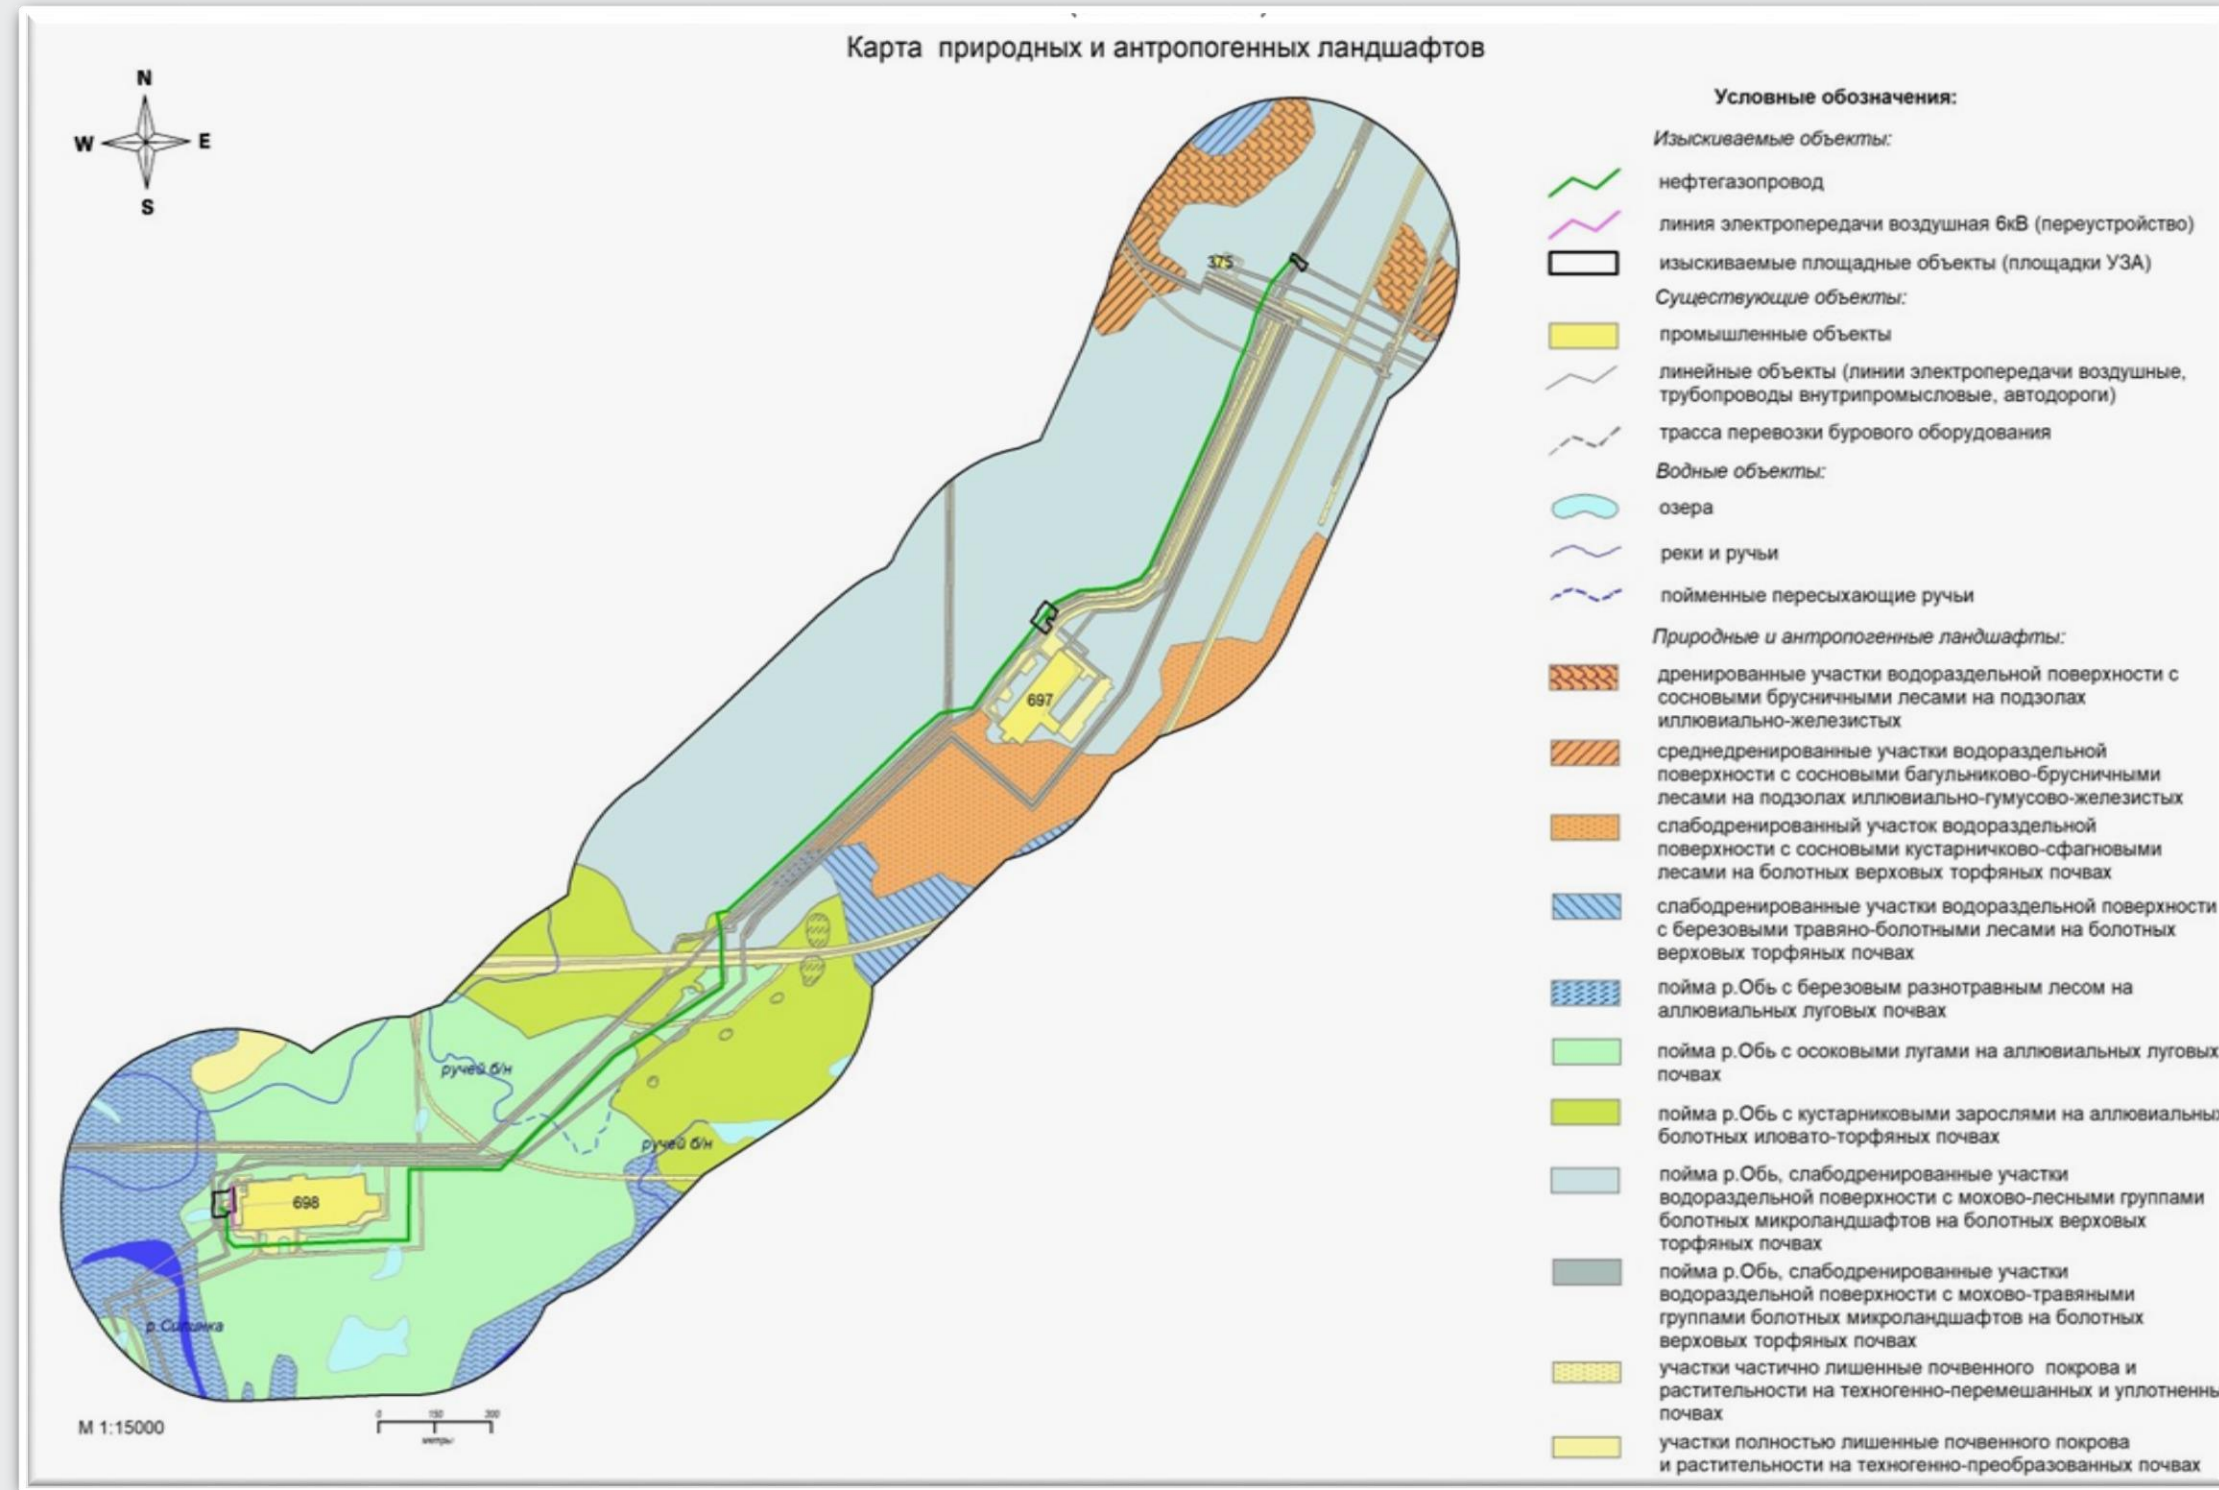 Карта природных и антропогенных ландшафтов
N
W
E
S
Условные обозначения:
Изыскиваемые объекты:
нефтегазопровод
линия электропередачи воздушная 6кВ (переустройство)
изыскиваемые площадные объекты (площадки УЗА)
Существующие объекты:
промышленные объекты
линейные объекты (линии электропередачи воздушные,
трубопроводы внутрипромысловые, автодороги)
трасса перевозки бурового оборудования
Водные объекты:
озера
реки и ручьи
пойменные пересыхающие ручьи
Природные и антропогенные ландшафты:
дренированные участки водораздельной поверхности с
сосновыми брусничными лесами на подзолах
иллювиально-железистых
среднедренированные участки водораздельной
поверхности с сосновыми багульниково-брусничными
лесами на подзолах иллювиально-гумусово-железистых
слабодренированный участок водораздельной
поверхности с сосновыми кустарничково-сфагновыми
лесами на болотных верховых торфяных почвах
слабодренированные участки водораздельной поверхности
с березовыми травяно-болотными лесами на болотных
верховых торфяных почвах
пойма р.Обь с березовым разнотравным лесом на
аллювиальных луговых почвах
пойма р.Обь с осоковыми лугами на аллювиальных луговых
почвах
пойма р.Обь с кустарниковыми зарослями на аллювиальных
болотных иловато-торфяных почвах
пойма р.Обь, слабодренированные участки
водораздельной поверхности с мохово-лесными группами
болотных микроландшафтов на болотных верховых
торфяных почвах
пойма р.Обь, слабодренированные участки
водораздельной поверхности с мохово-травяными
группами болотных микроландшафтов на болотных
верховых торфяных почвах
участки частично лишенные почвенного покрова и
растительности на техногенно-перемешанных и уплотненны
почвах
участки полностью лишенные почвенного покрова
и растительности на техногенно-преобразованных почвах
375
697
ручей б/н
ручей б/н
698
М 1:15000
0 150 300
метры